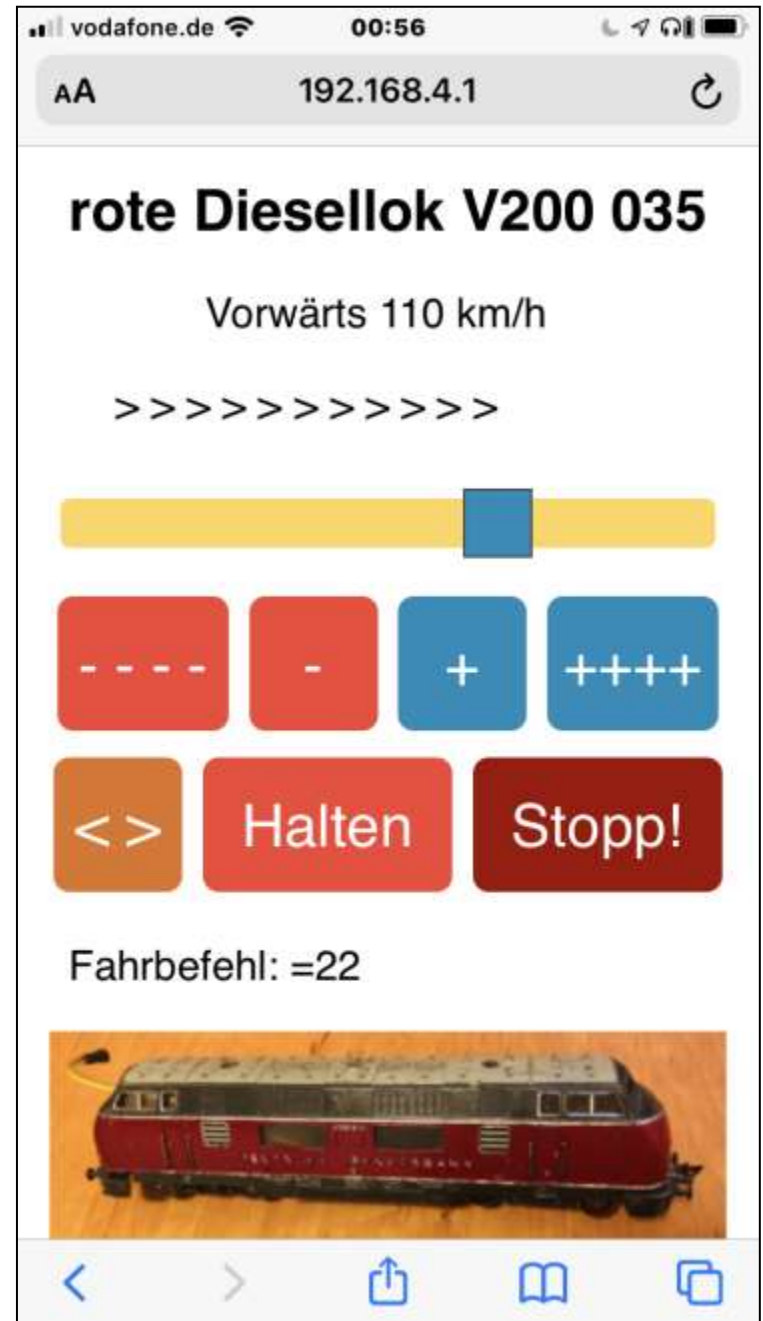 vodafone.de 00:56
AA 192.168.4.1
rote Diesellok V200 035
Vorwärts 110 km/h
> > > > > > > > > > >
- - - - - + ++++
< > Halten Stopp!
Fahrbefehl: =22